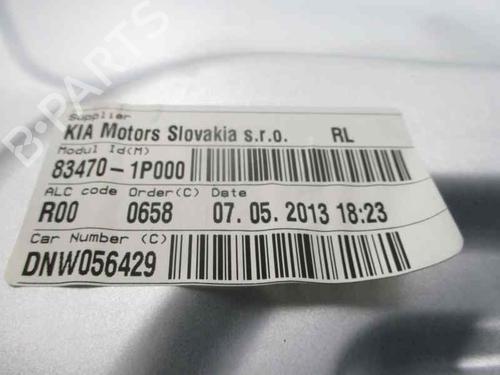 Supplier
KIA Motors Slovakia s.r.o. RL
Modul Id(M)
83470-1P000
ALC code Order(C) Date
R00 0658 07.05.2013 18:23
Car Number (C)
DNW056429
B-PARTS